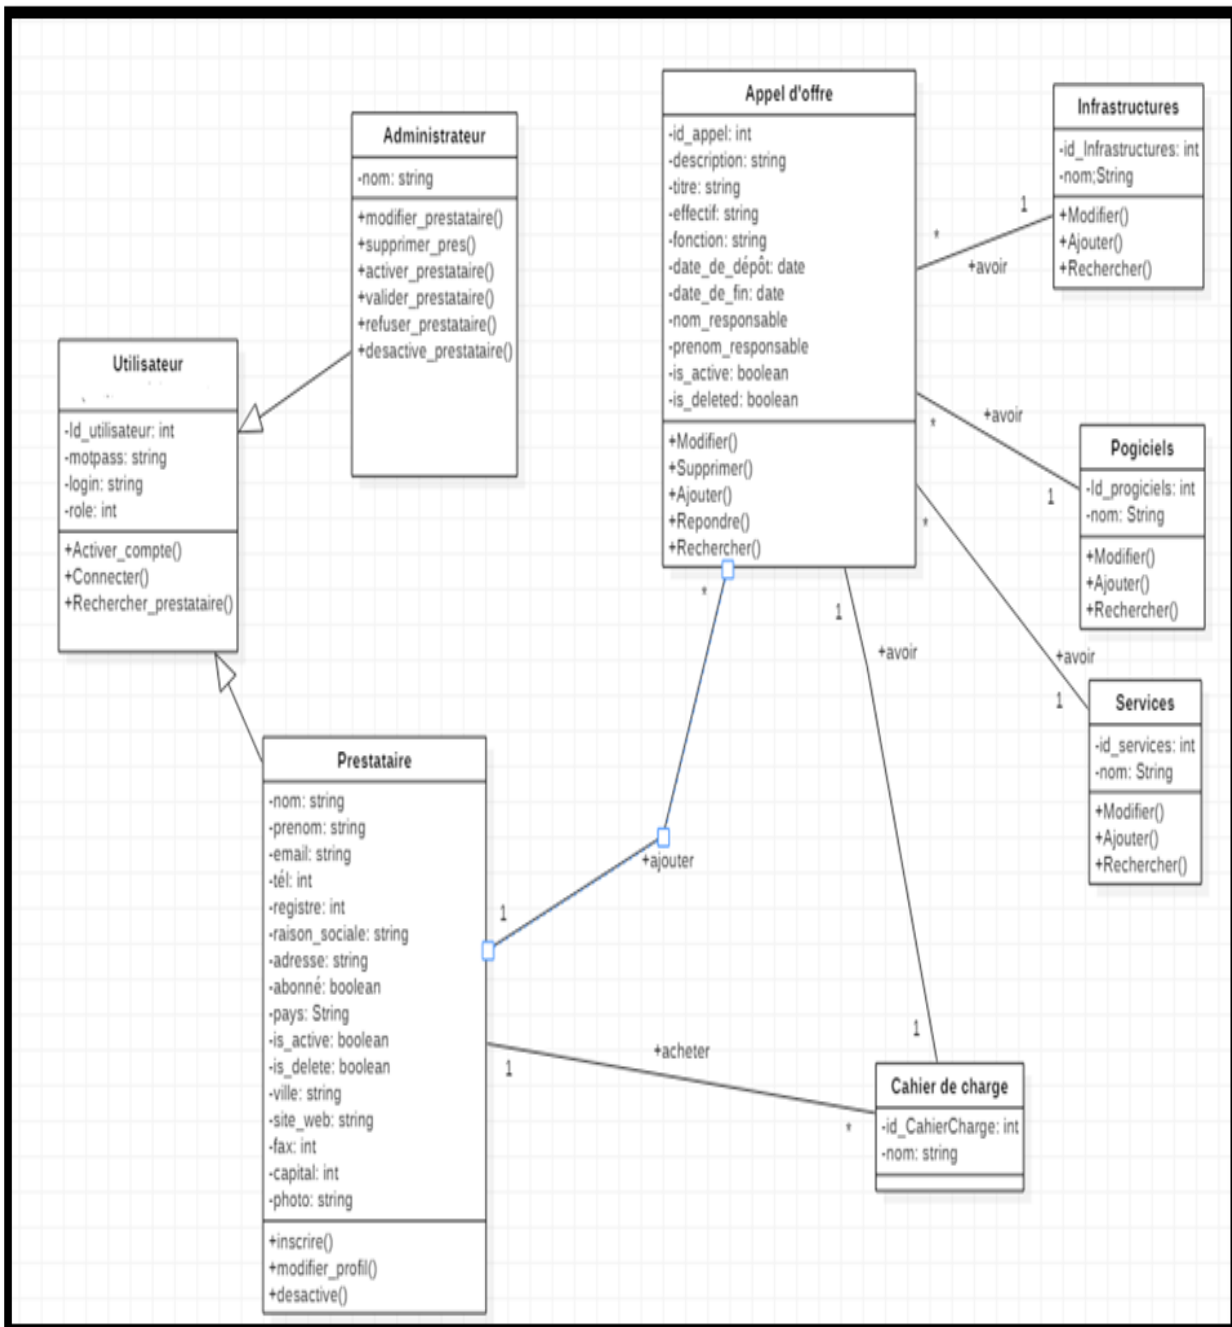 Administrateur
-nom: string
+modifier_prestataire()
+supprimer_pres()
+activer_prestataire()
+valider_prestataire()
+refuser_prestataire()
+desactive_prestataire()
Appel d'offre
-id_appel: int
-description: string
-titre: string
-effectif: string
-fonction: string
-date_de_dépôt: date
-date_de_fin: date
-nom_responsable
-prenom_responsable
-is_active: boolean
-is_deleted: boolean
+Modifier()
+Supprimer()
+Ajouter()
+Repondre()
+Rechercher()
Infrastructures
-id_Infrastructures: int
-nom;String
+Modifier()
+Ajouter()
+Rechercher()
1
*
+avoir
Utilisateur
-Id_utilisateur: int
-motpass: string
-login: string
-role: int
+Activer_compte()
+Connecter()
+Rechercher_prestataire()
+avoir
*
1
Pogiciels
-Id_progiciels: int
-nom: String
+Modifier()
+Ajouter()
+Rechercher()
*
+avoir
1
Services
-id_services: int
-nom: String
+Modifier()
+Ajouter()
+Rechercher()
*
+ajouter
1
1
+avoir
1
Prestataire
-nom: string
-prenom: string
-email: string
-tél: int
-registre: int
-raison_sociale: string
-adresse: string
-abonné: boolean
-pays: String
-is_active: boolean
-is_delete: boolean
-ville: string
-site_web: string
-fax: int
-capital: int
-photo: string
+inscrire()
+modifier_profil()
+desactive()
+acheter
1
*
Cahier de charge
-id_CahierCharge: int
-nom: string